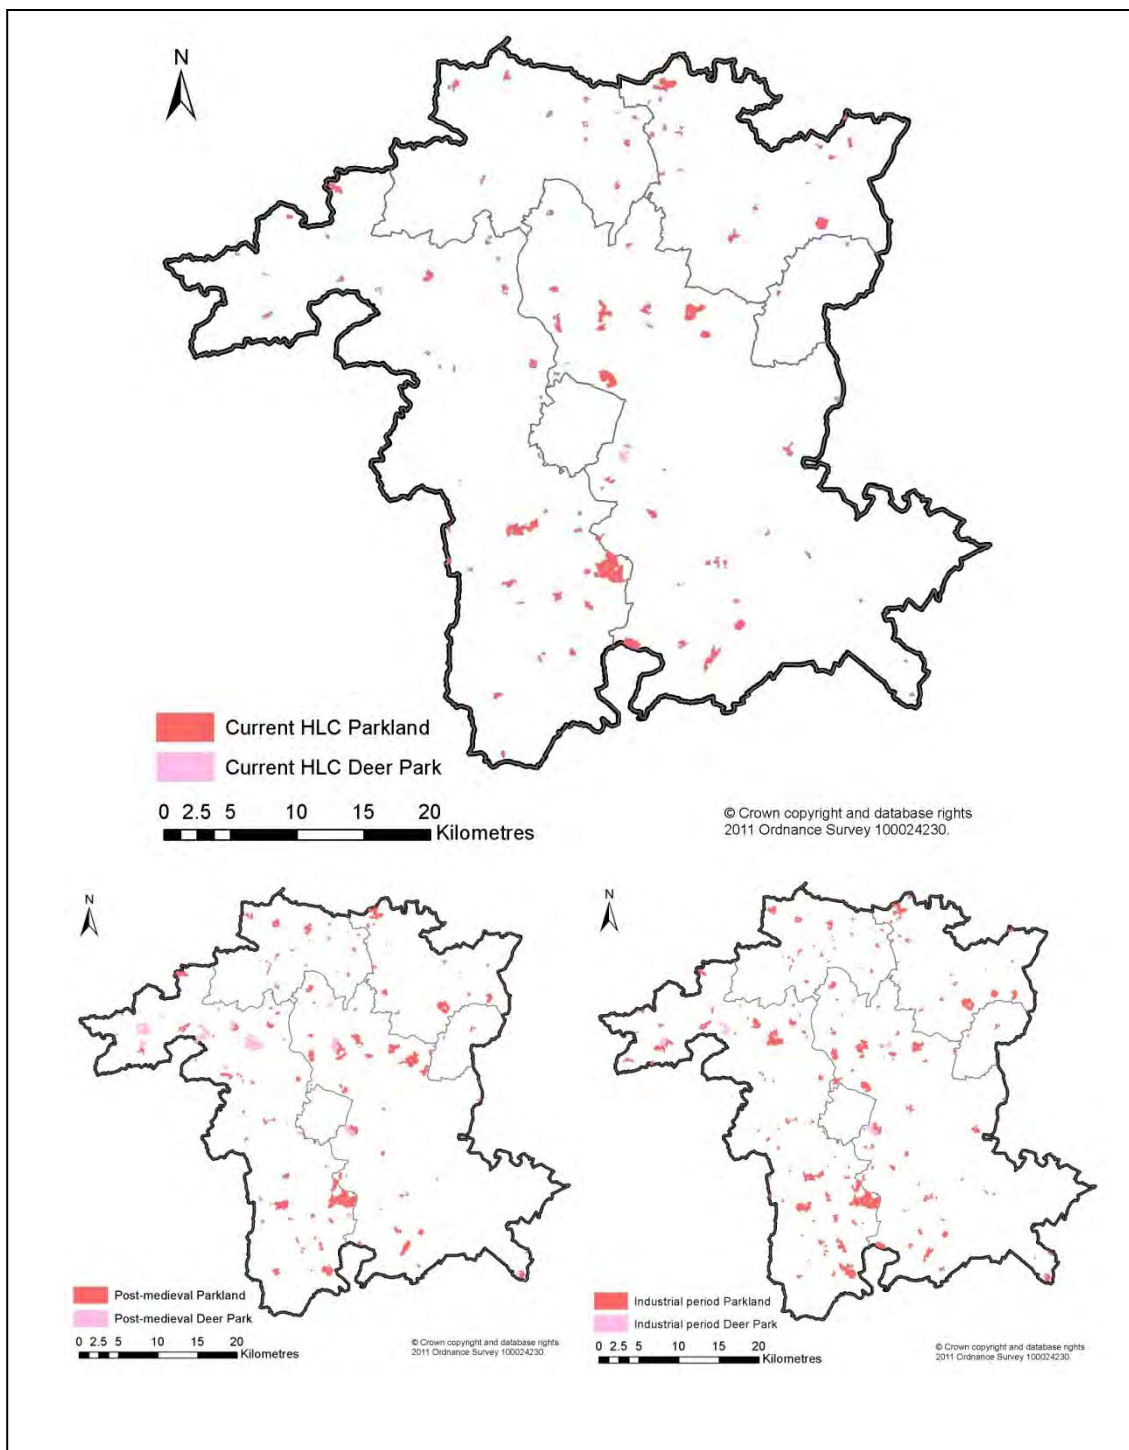 N
Current HLC Parkland
Current HLC Deer Park
0 2.5 5 10 15 20
Kilometres
© Crown copyright and database rights
2011 Ordnance Survey 100024230.
N
Post-medieval Parkland
Post-medieval Deer Park
0 2.5 5 10 15 20
Kilometres
© Crown copyright and database rights
2011 Ordnance Survey 100024230.
N
Industrial period Parkland
Industrial period Deer Park
0 2.5 5 10 15 20
Kilometres
© Crown copyright and database rights
2011 Ordnance Survey 100024230.